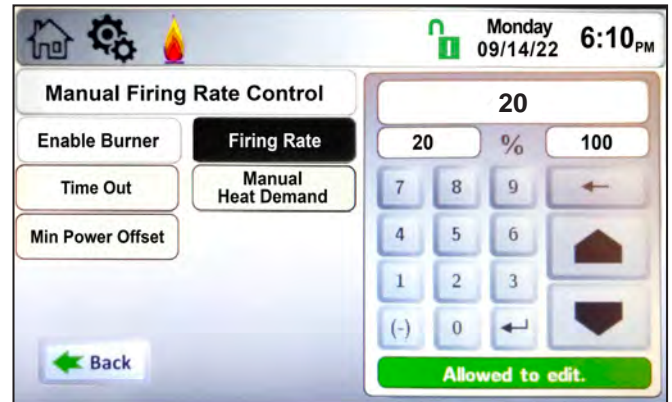 Monday
09/14/22
6:10 PM
Manual Firing Rate Control
Enable Burner
Firing Rate
Time Out
Manual
Heat Demand
Min Power Offset
Back
20
20 % 100
7 8 9
4 5 6
1 2 3
(-) 0
Allowed to edit.